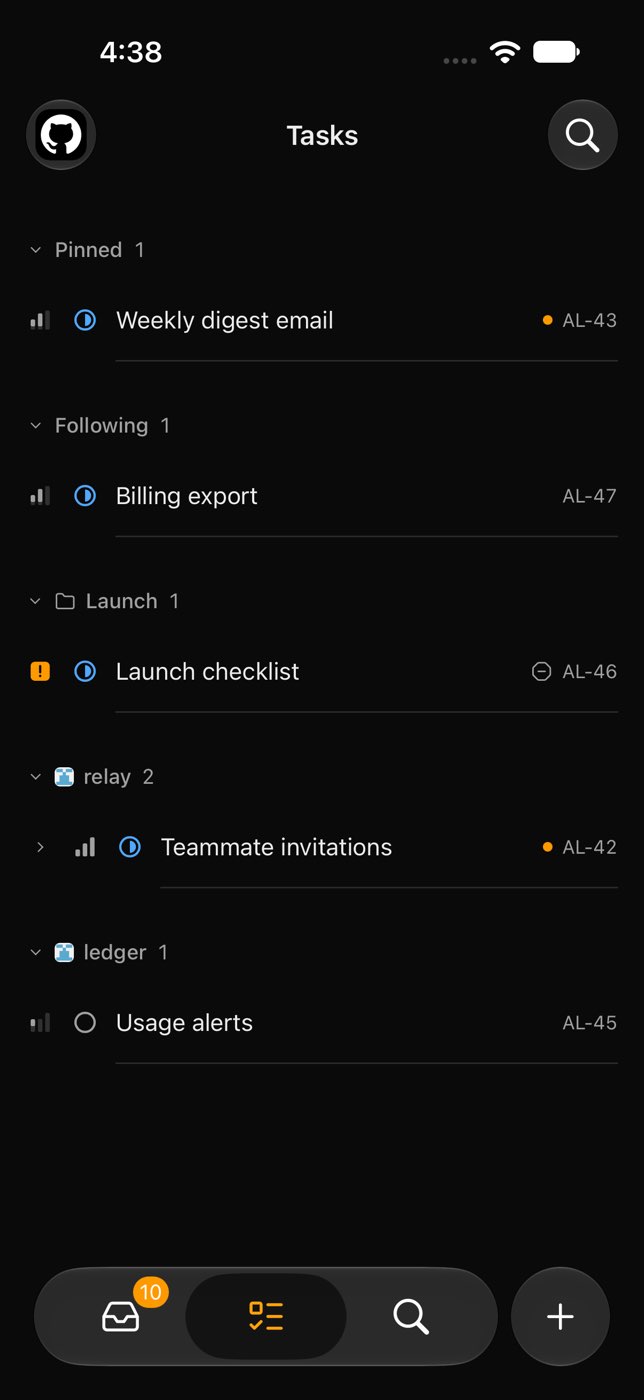 4:38
Tasks
Pinned 1
Weekly digest email AL-43
Following 1
Billing export AL-47
Launch 1
Launch checklist AL-46
relay 2
Teammate invitations AL-42
ledger 1
Usage alerts AL-45
10